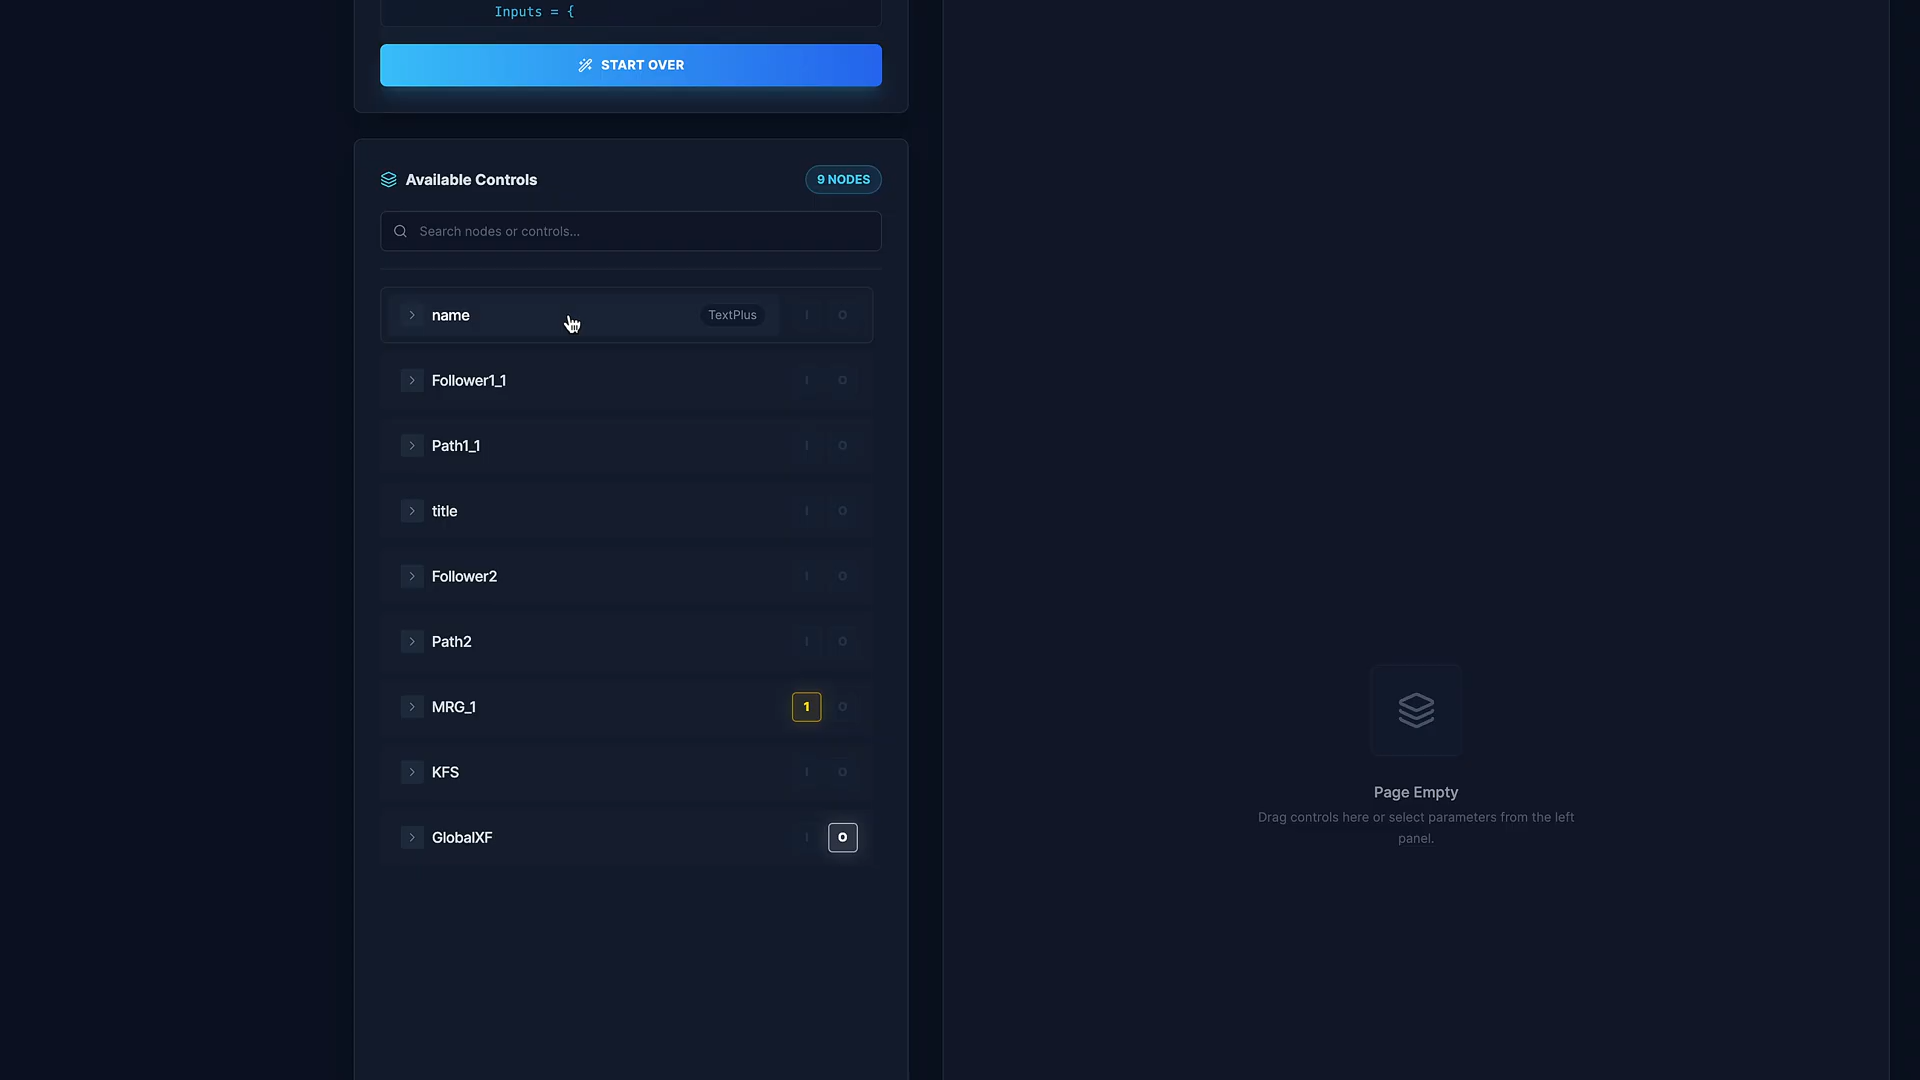 Inputs = {
START OVER
Available Controls
9 NODES
Search nodes or controls...
name
TextPlus
I
O
Follower1_1
I
O
Path1_1
I
O
title
I
O
Follower2
I
O
Path2
I
O
MRG_1
1
O
KFS
I
O
GlobalXF
I
O
Page Empty
Drag controls here or select parameters from the left
panel.